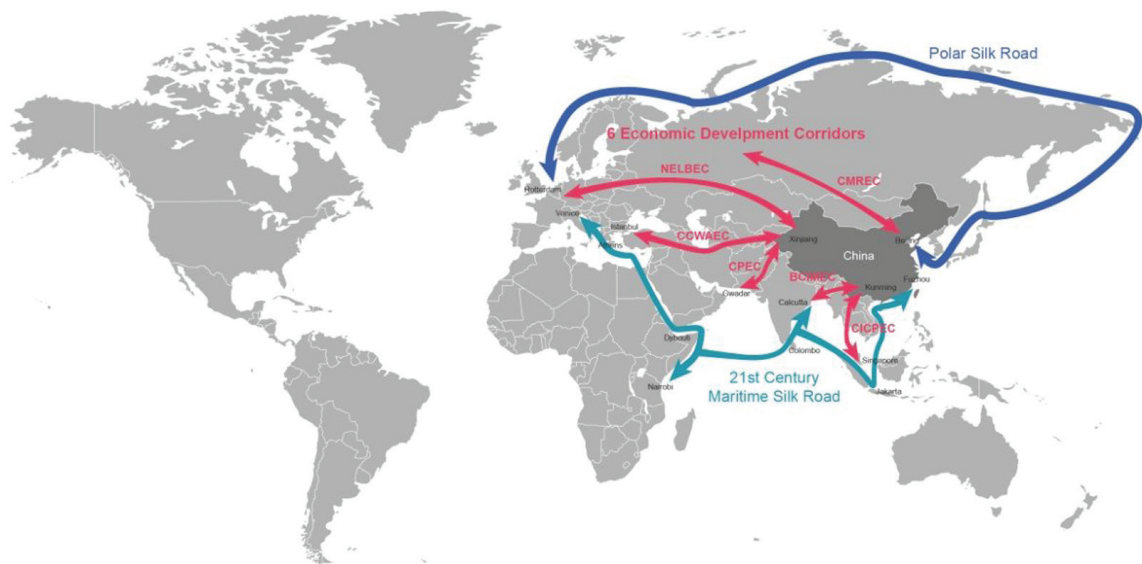 Polar Silk Road
6 Economic Develpment Corridors
NELBEC
CMREC
Rotterdam
Venice
Istanbul
Athens
CCWAEC
Xinjiang
Beijing
China
CPEC
BCIMEC
Fuzhou
Gwadar
Calcutta
Kunming
CICPEC
Djibouti
Colombo
Singapore
Nairobi
Jakarta
21st Century
Maritime Silk Road